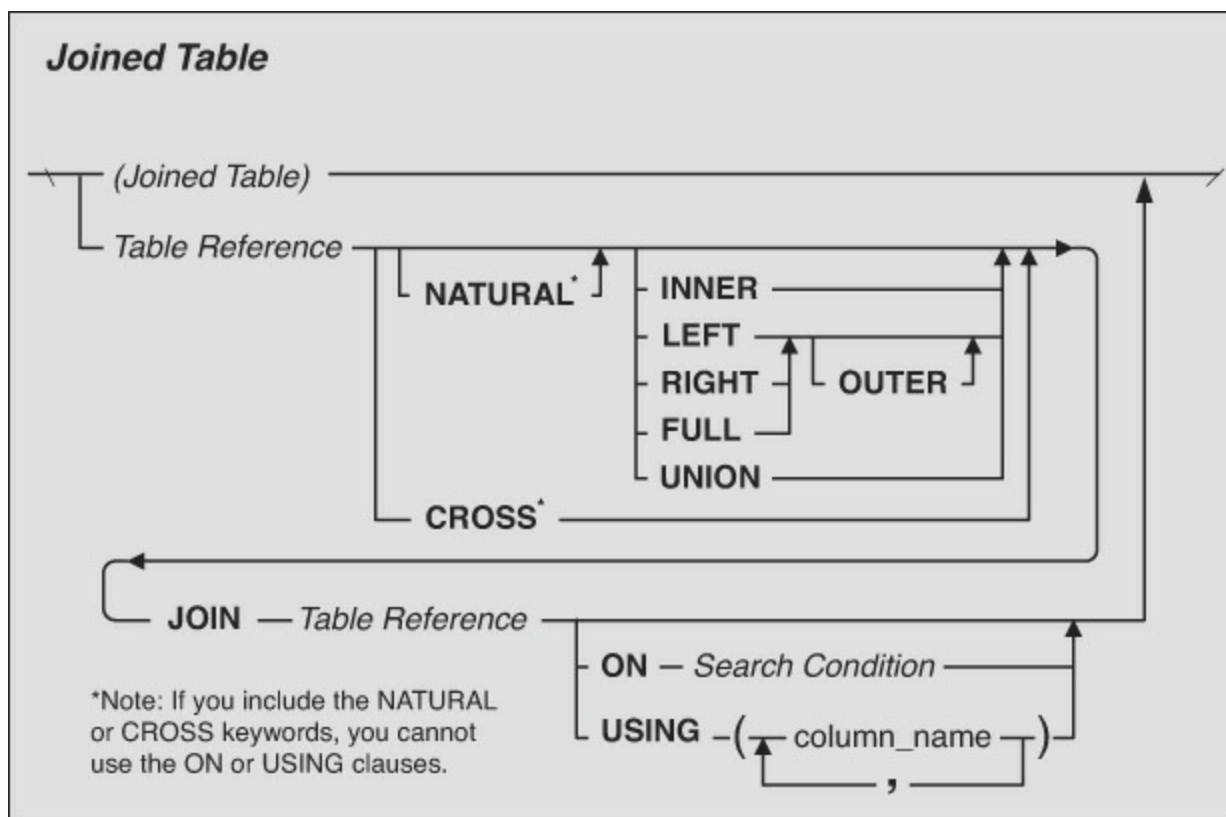 Joined Table
(Joined Table)
Table Reference
NATURAL*
INNER
LEFT
RIGHT
OUTER
FULL
UNION
CROSS*
JOIN Table Reference
ON Search Condition
USING ( column_name )
,
*Note: If you include the NATURAL
or CROSS keywords, you cannot
use the ON or USING clauses.